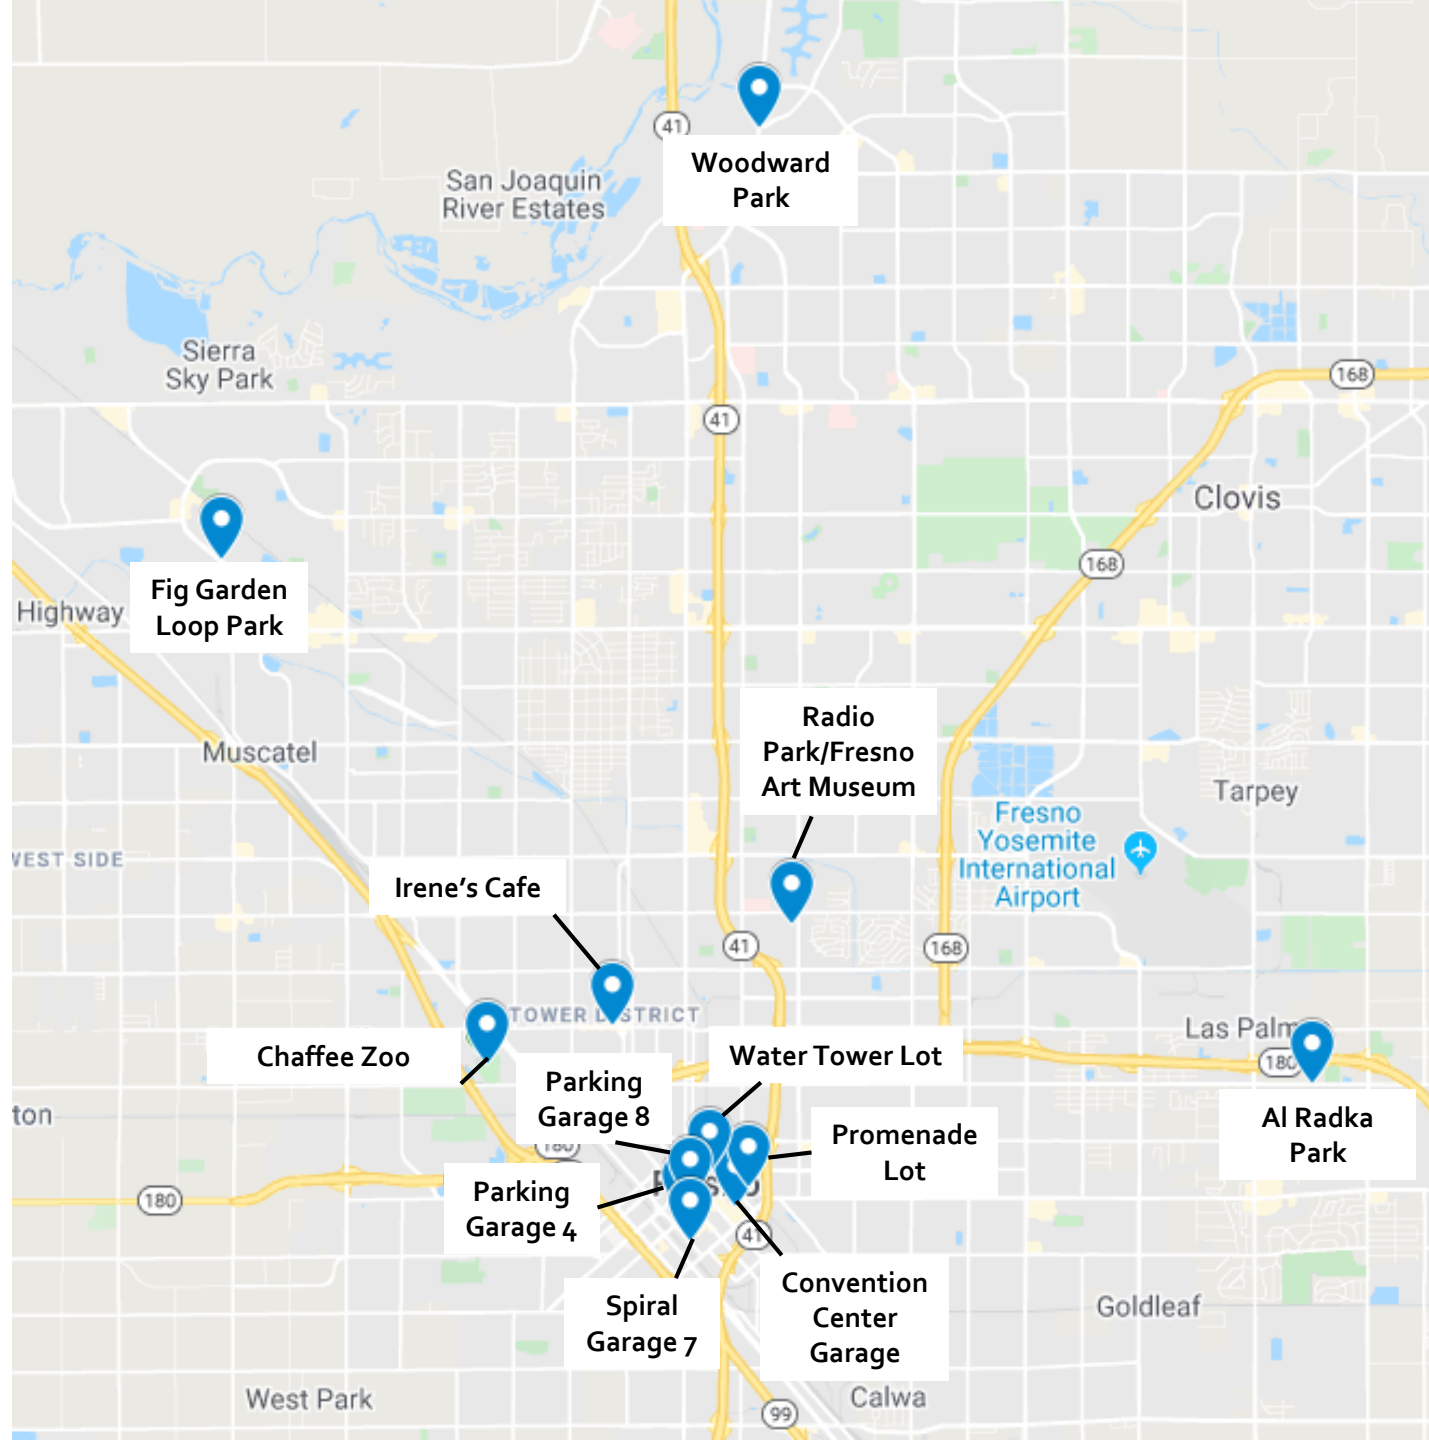 41
Woodward
Park
San Joaquin
River Estates
Sierra
Sky Park
168
41
Clovis
168
Fig Garden
Loop Park
Highway
Radio
Park/Fresno
Art Museum
Muscatel
Tarpey
Fresno
Yosemite
International
Airport
WEST SIDE
Irene's Cafe
41
168
TOWER DISTRICT
Las Palm
Chaffee Zoo
Water Tower Lot
180
Parking
Garage 8
ton
Al Radka
Park
Promenade
Lot
180
180
Parking
Garage 4
41
Convention
Center
Garage
Spiral
Garage 7
Goldleaf
West Park
Calwa
99